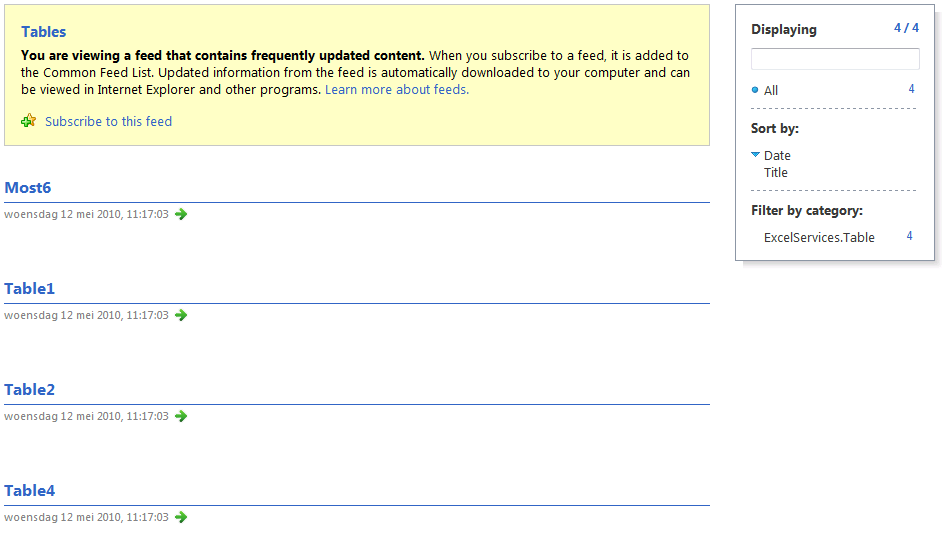 Tables
You are viewing a feed that contains frequently updated content. When you subscribe to a feed, it is added to
the Common Feed List. Updated information from the feed is automatically downloaded to your computer and can
be viewed in Internet Explorer and other programs. Learn more about feeds.
Subscribe to this feed
Most6
woensdag 12 mei 2010, 11:17:03
Table1
woensdag 12 mei 2010, 11:17:03
Table2
woensdag 12 mei 2010, 11:17:03
Table4
woensdag 12 mei 2010, 11:17:03
Displaying 4 / 4
All 4
Sort by:
Date
Title
Filter by category:
ExcelServices.Table 4